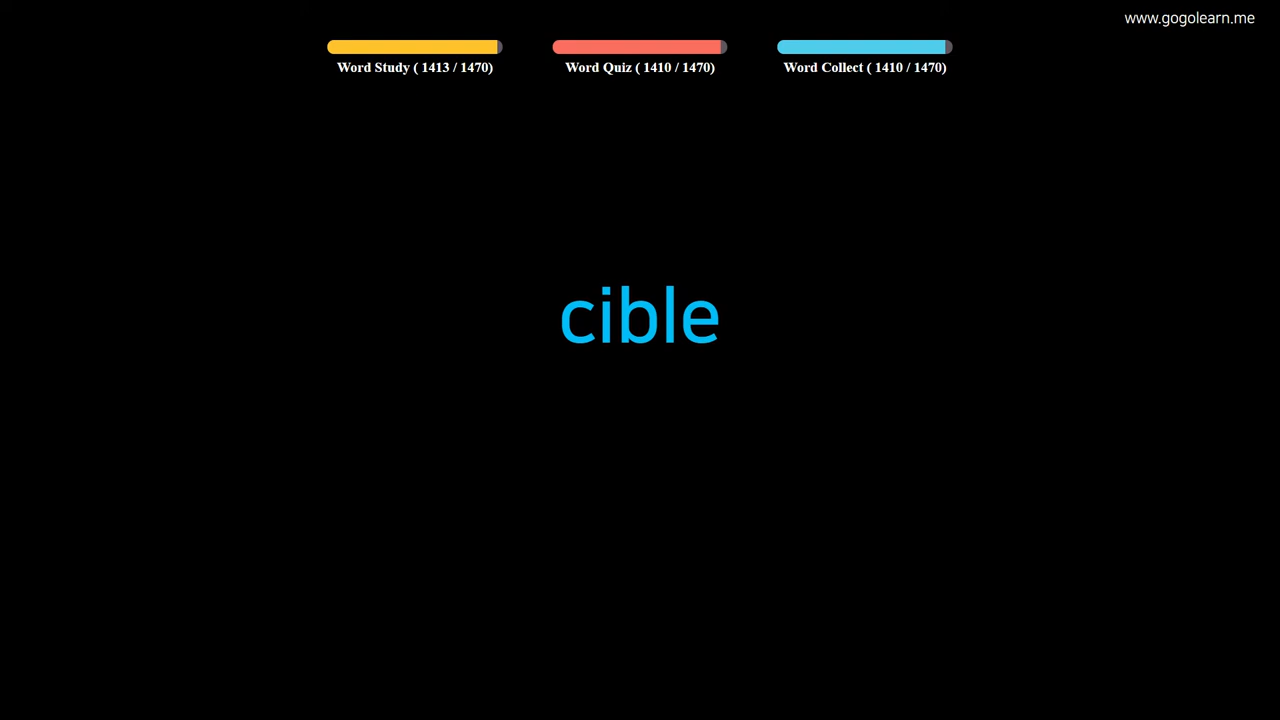 www.gogolearn.me
Word Study ( 1413 / 1470)
Word Quiz ( 1410 / 1470)
Word Collect ( 1410 / 1470)
cible